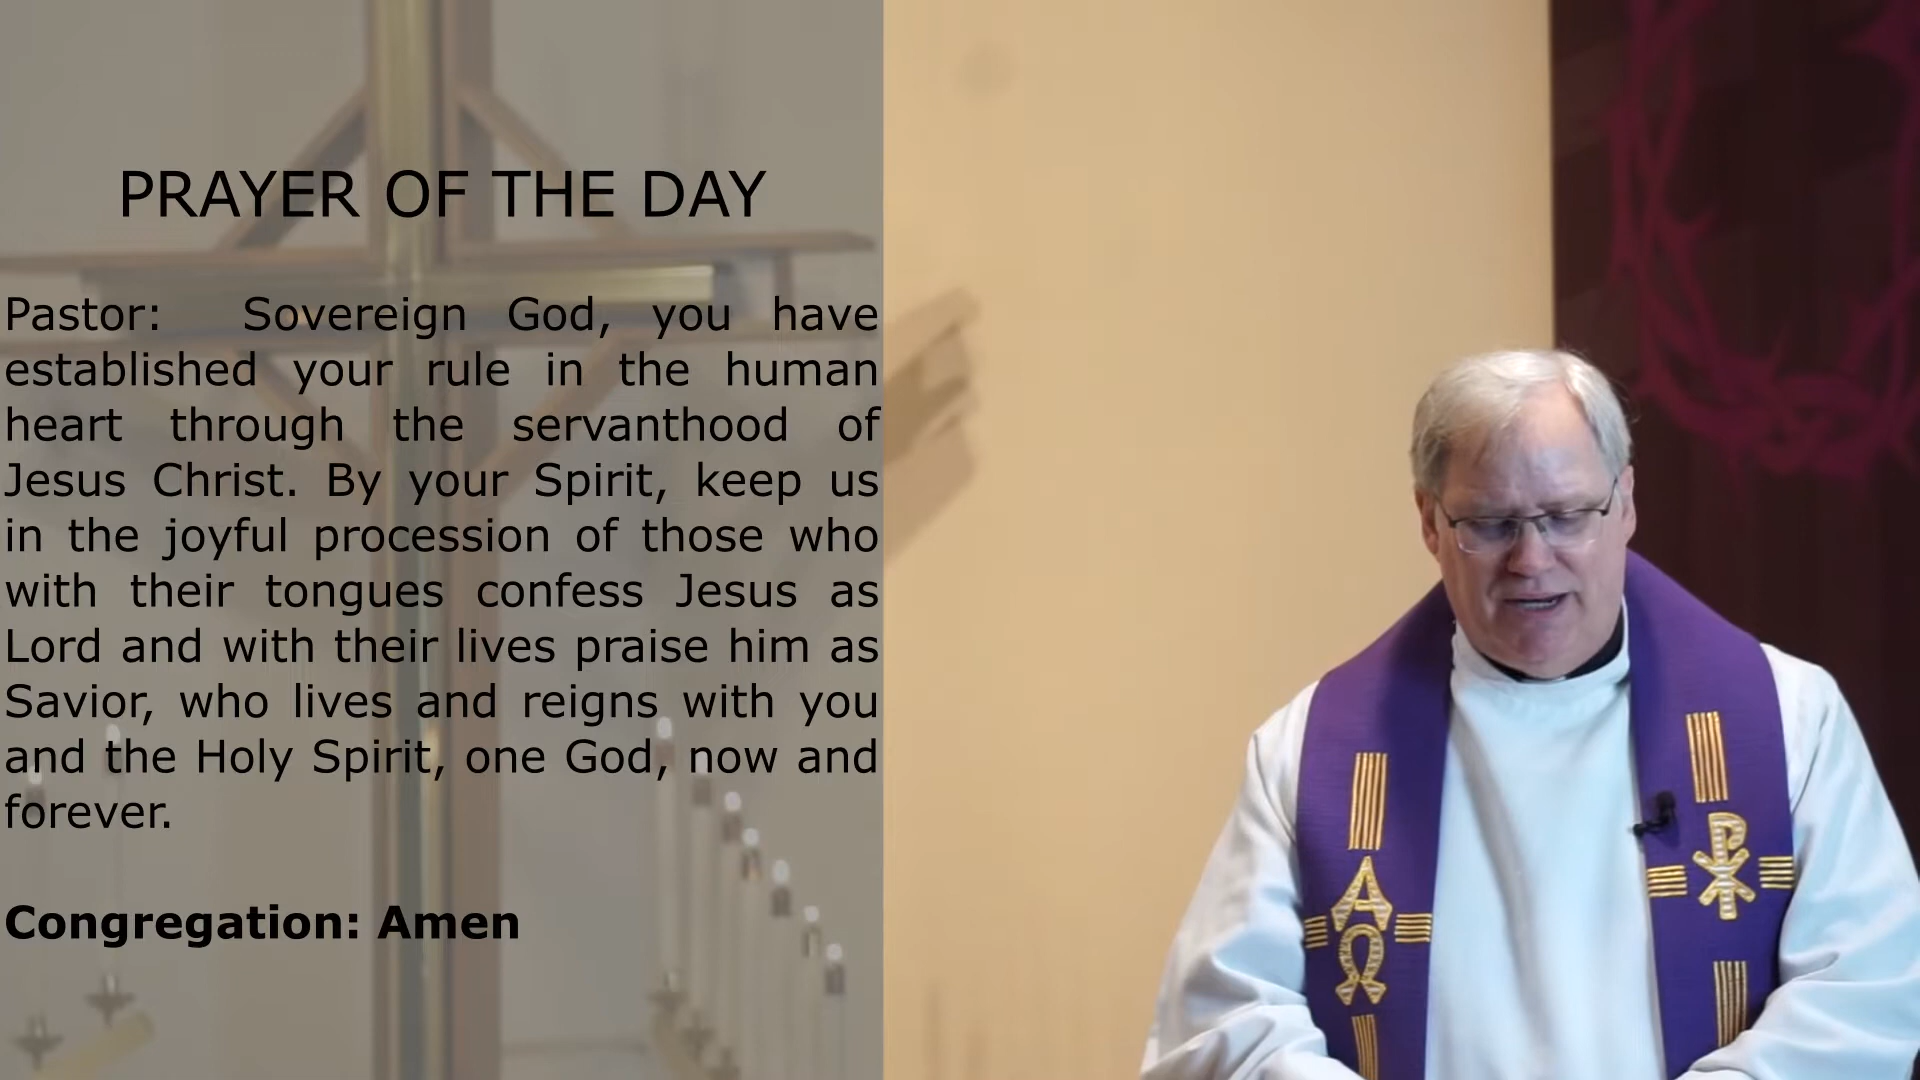 PRAYER OF THE DAY
Pastor: Sovereign God, you have
established your rule in the human
heart through the servanthood of
Jesus Christ. By your Spirit, keep us
in the joyful procession of those who
with their tongues confess Jesus as
Lord and with their lives praise him as
Savior, who lives and reigns with you
and the Holy Spirit, one God, now and
forever.
Congregation: Amen
ΑΩ